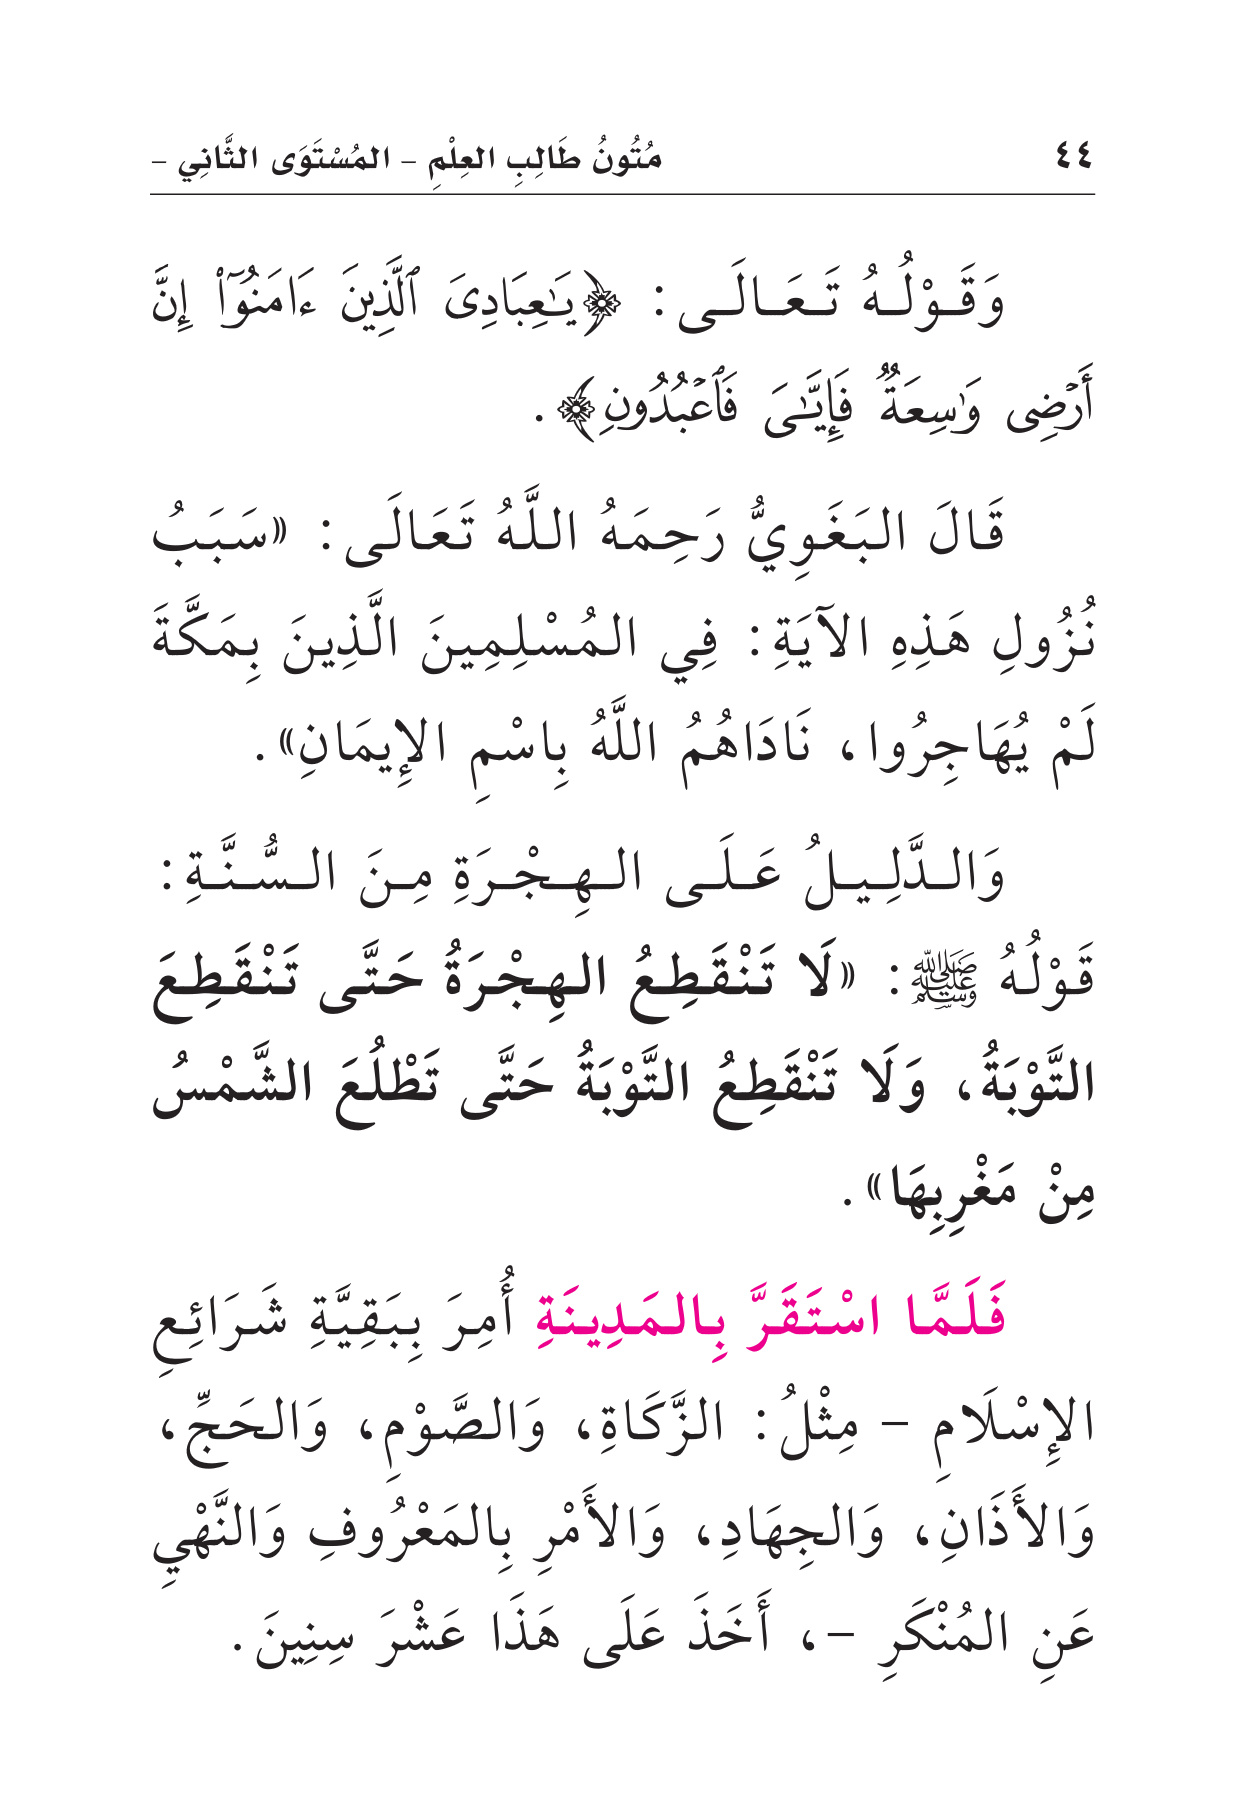 ٤٤ مُتُونُ طَالِبِ العِلْمِ – المُسْتَوَى الثَّانِي –
وَقَوْلُهُ تَعَالَى: ﴿يَٰعِبَادِىَ ٱلَّذِينَ ءَامَنُوٓاْ إِنَّ
أَرْضِى وَٰسِعَةٌ فَإِيَّٰىَ فَٱعْبُدُونِ﴾.
قَالَ البَغَوِيُّ رَحِمَهُ اللَّهُ تَعَالَى: «سَبَبُ
نُزُولِ هَذِهِ الآيَةِ: فِي المُسْلِمِينَ الَّذِينَ بِمَكَّةَ
لَمْ يُهَاجِرُوا، نَادَاهُمُ اللَّهُ بِاسْمِ الإِيمَانِ».
وَالدَّلِيلُ عَلَى الهِجْرَةِ مِنَ السُّنَّةِ:
قَوْلُهُ ﷺ: «لَا تَنْقَطِعُ الهِجْرَةُ حَتَّى تَنْقَطِعَ
التَّوْبَةُ، وَلَا تَنْقَطِعُ التَّوْبَةُ حَتَّى تَطْلُعَ الشَّمْسُ
مِنْ مَغْرِبِهَا».
فَلَمَّا اسْتَقَرَّ بِالمَدِينَةِ أُمِرَ بِبَقِيَّةِ شَرَائِعِ
الإِسْلَامِ – مِثْلُ: الزَّكَاةِ، وَالصَّوْمِ، وَالحَجِّ،
وَالأَذَانِ، وَالجِهَادِ، وَالأَمْرِ بِالمَعْرُوفِ وَالنَّهْيِ
عَنِ المُنْكَرِ –، أَخَذَ عَلَى هَذَا عَشْرَ سِنِينَ.